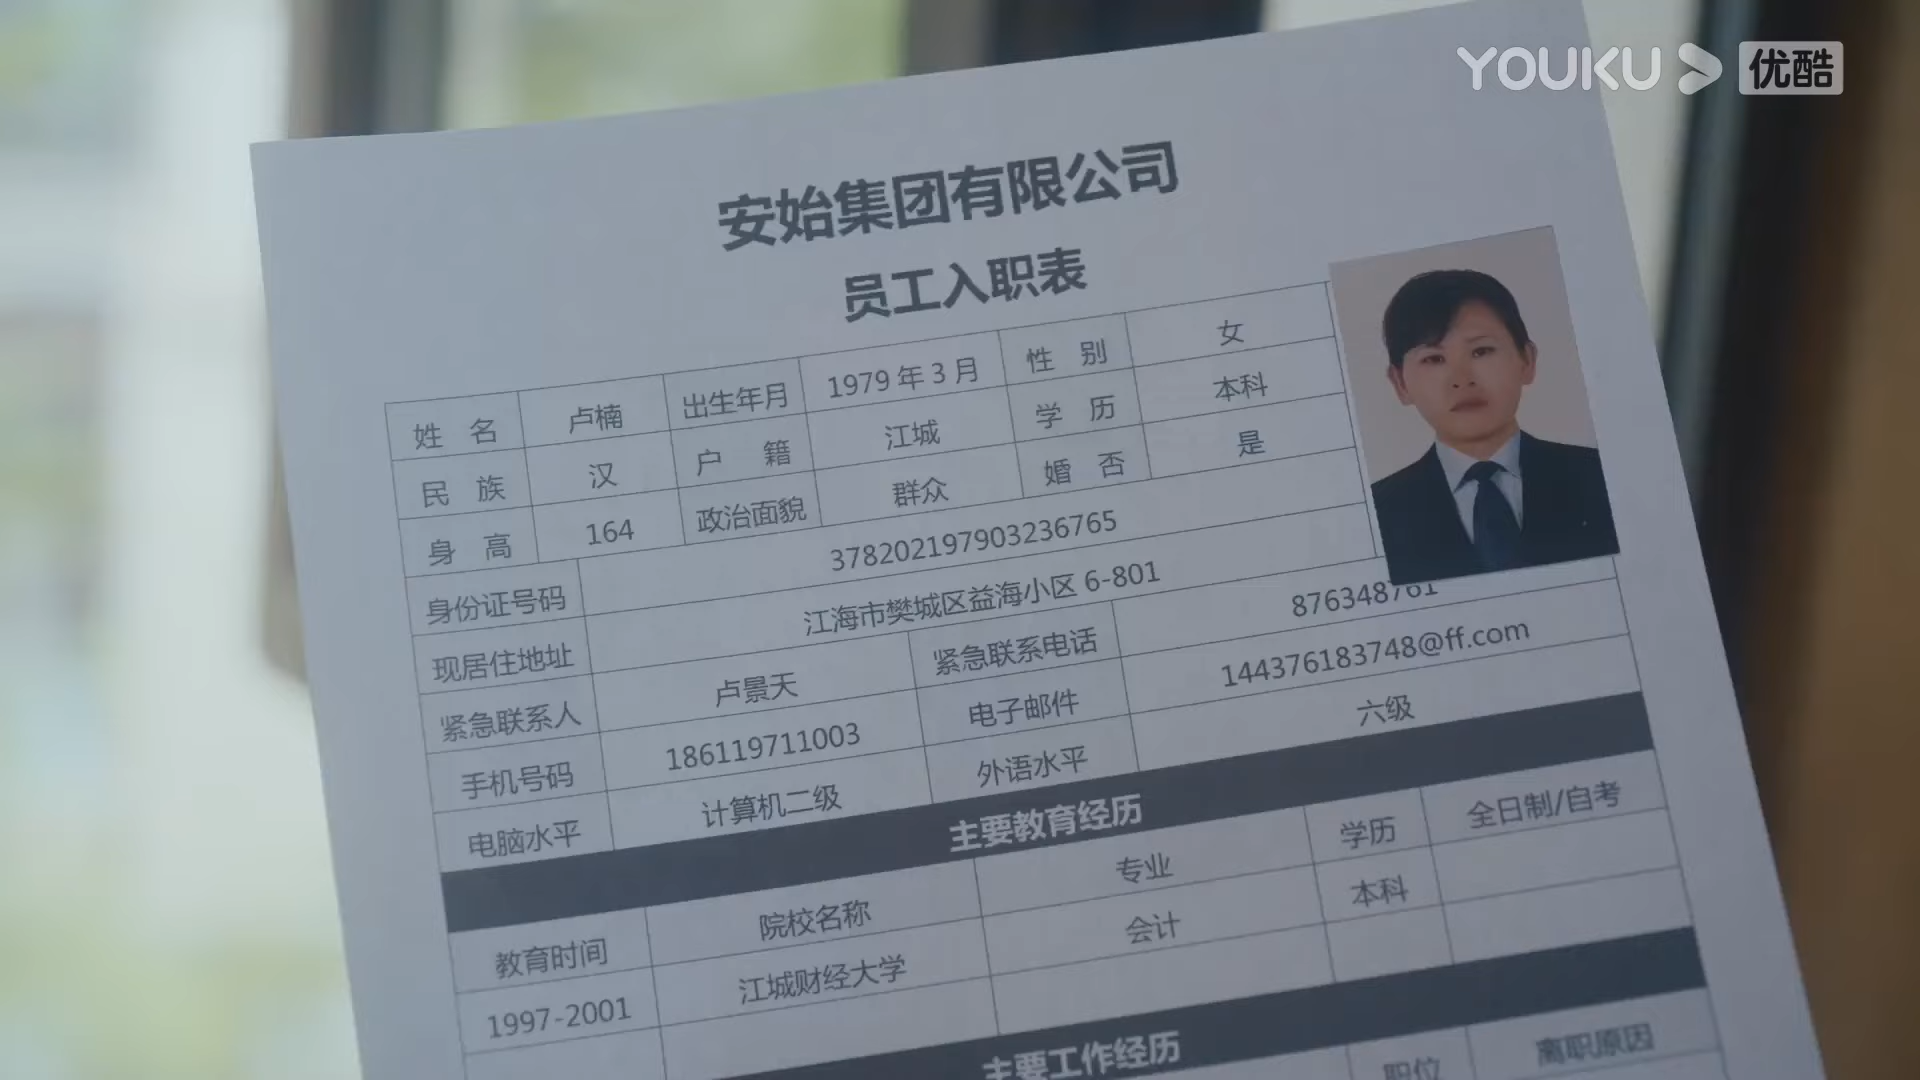 YOUKU 优酷
安始集团有限公司
员工入职表
姓 名 卢楠 出生年月 1979年3月 性 别 女
民 族 汉 户 籍 江城 学 历 本科
身 高 164 政治面貌 群众 婚 否 是
身份证号码 378202197903236765
现居住地址 江海市樊城区益海小区 6-801
紧急联系人 卢景天 紧急联系电话 876348761
手机号码 186119711003 电子邮件 144376183748@ff.com
电脑水平 计算机二级 外语水平 六级
主要教育经历
教育时间 院校名称 专业 学历 全日制/自考
1997-2001 江城财经大学 会计 本科
主要工作经历
职位 离职原因